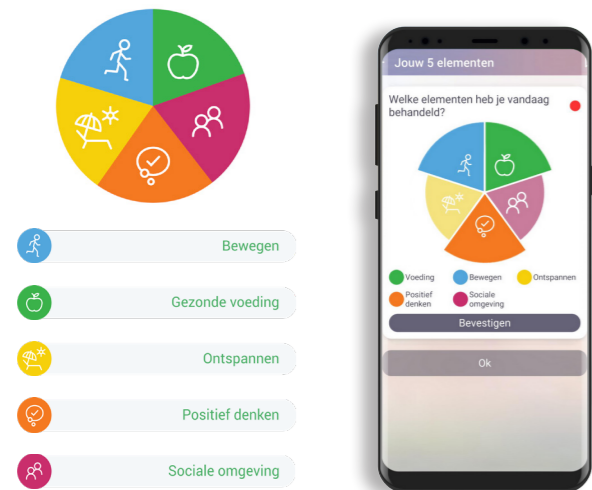 Bewegen
Gezonde voeding
Ontspannen
Positief denken
Sociale omgeving
Jouw 5 elementen
Welke elementen heb je vandaag
behandeld?
Voeding
Bewegen
Ontspannen
Positief
denken
Sociale
omgeving
Bevestigen
Ok